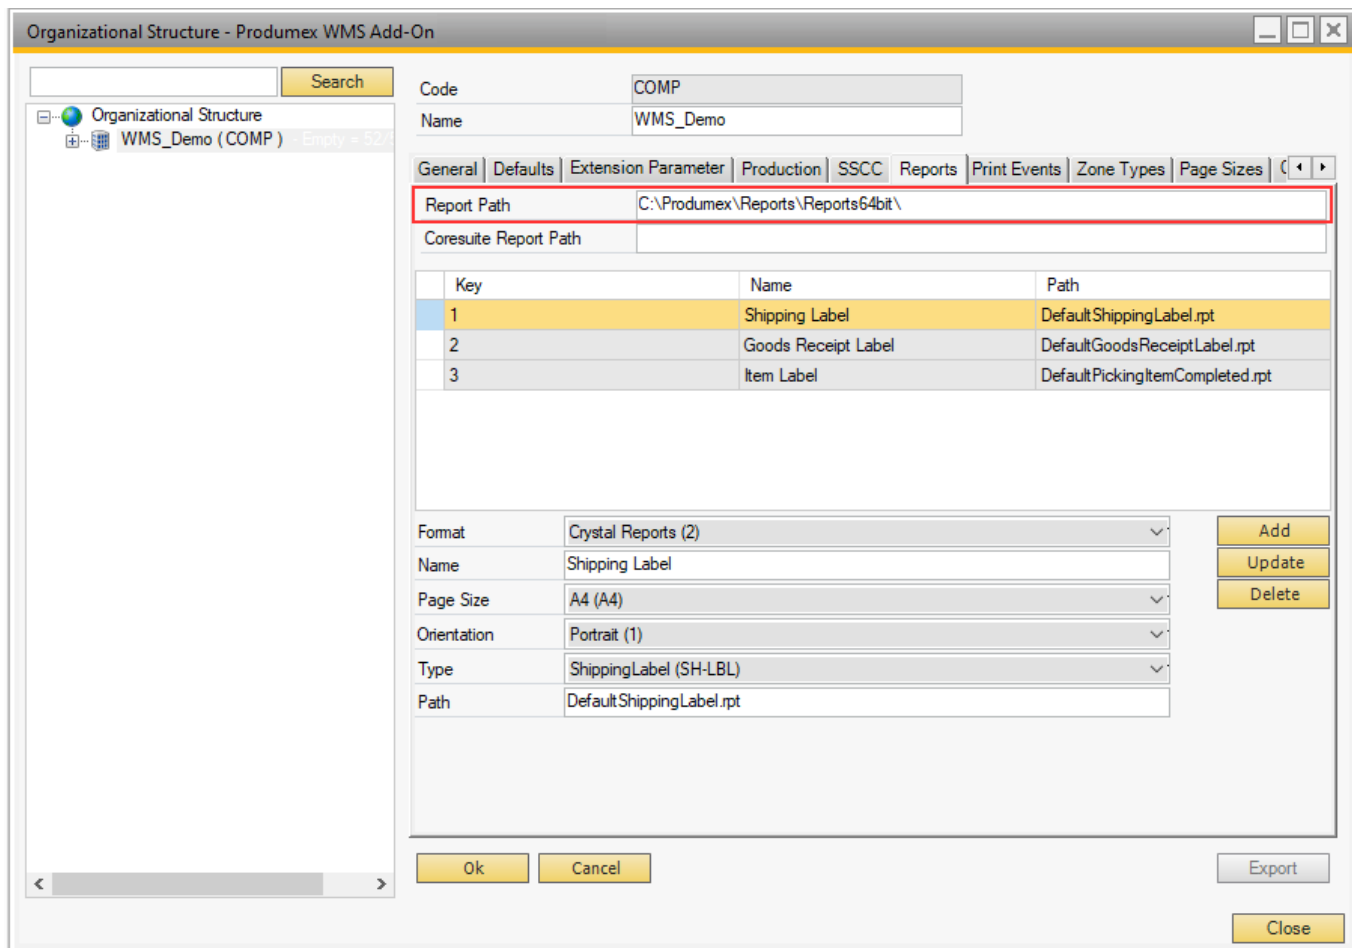 Organizational Structure - Produmex WMS Add-On
Search
Organizational Structure
WMS_Demo ( COMP ) - Empty = 52/5
Code COMP
Name WMS_Demo
General Defaults Extension Parameter Production SSCC Reports Print Events Zone Types Page Sizes
Report Path C:\Produmex\Reports\Reports64bit\
Coresuite Report Path
Key Name Path
1 Shipping Label DefaultShippingLabel.rpt
2 Goods Receipt Label DefaultGoodsReceiptLabel.rpt
3 Item Label DefaultPickingItemCompleted.rpt
Format Crystal Reports (2) Add
Name Shipping Label Update
Page Size A4 (A4) Delete
Orientation Portrait (1)
Type ShippingLabel (SH-LBL)
Path DefaultShippingLabel.rpt
Ok Cancel Export
Close